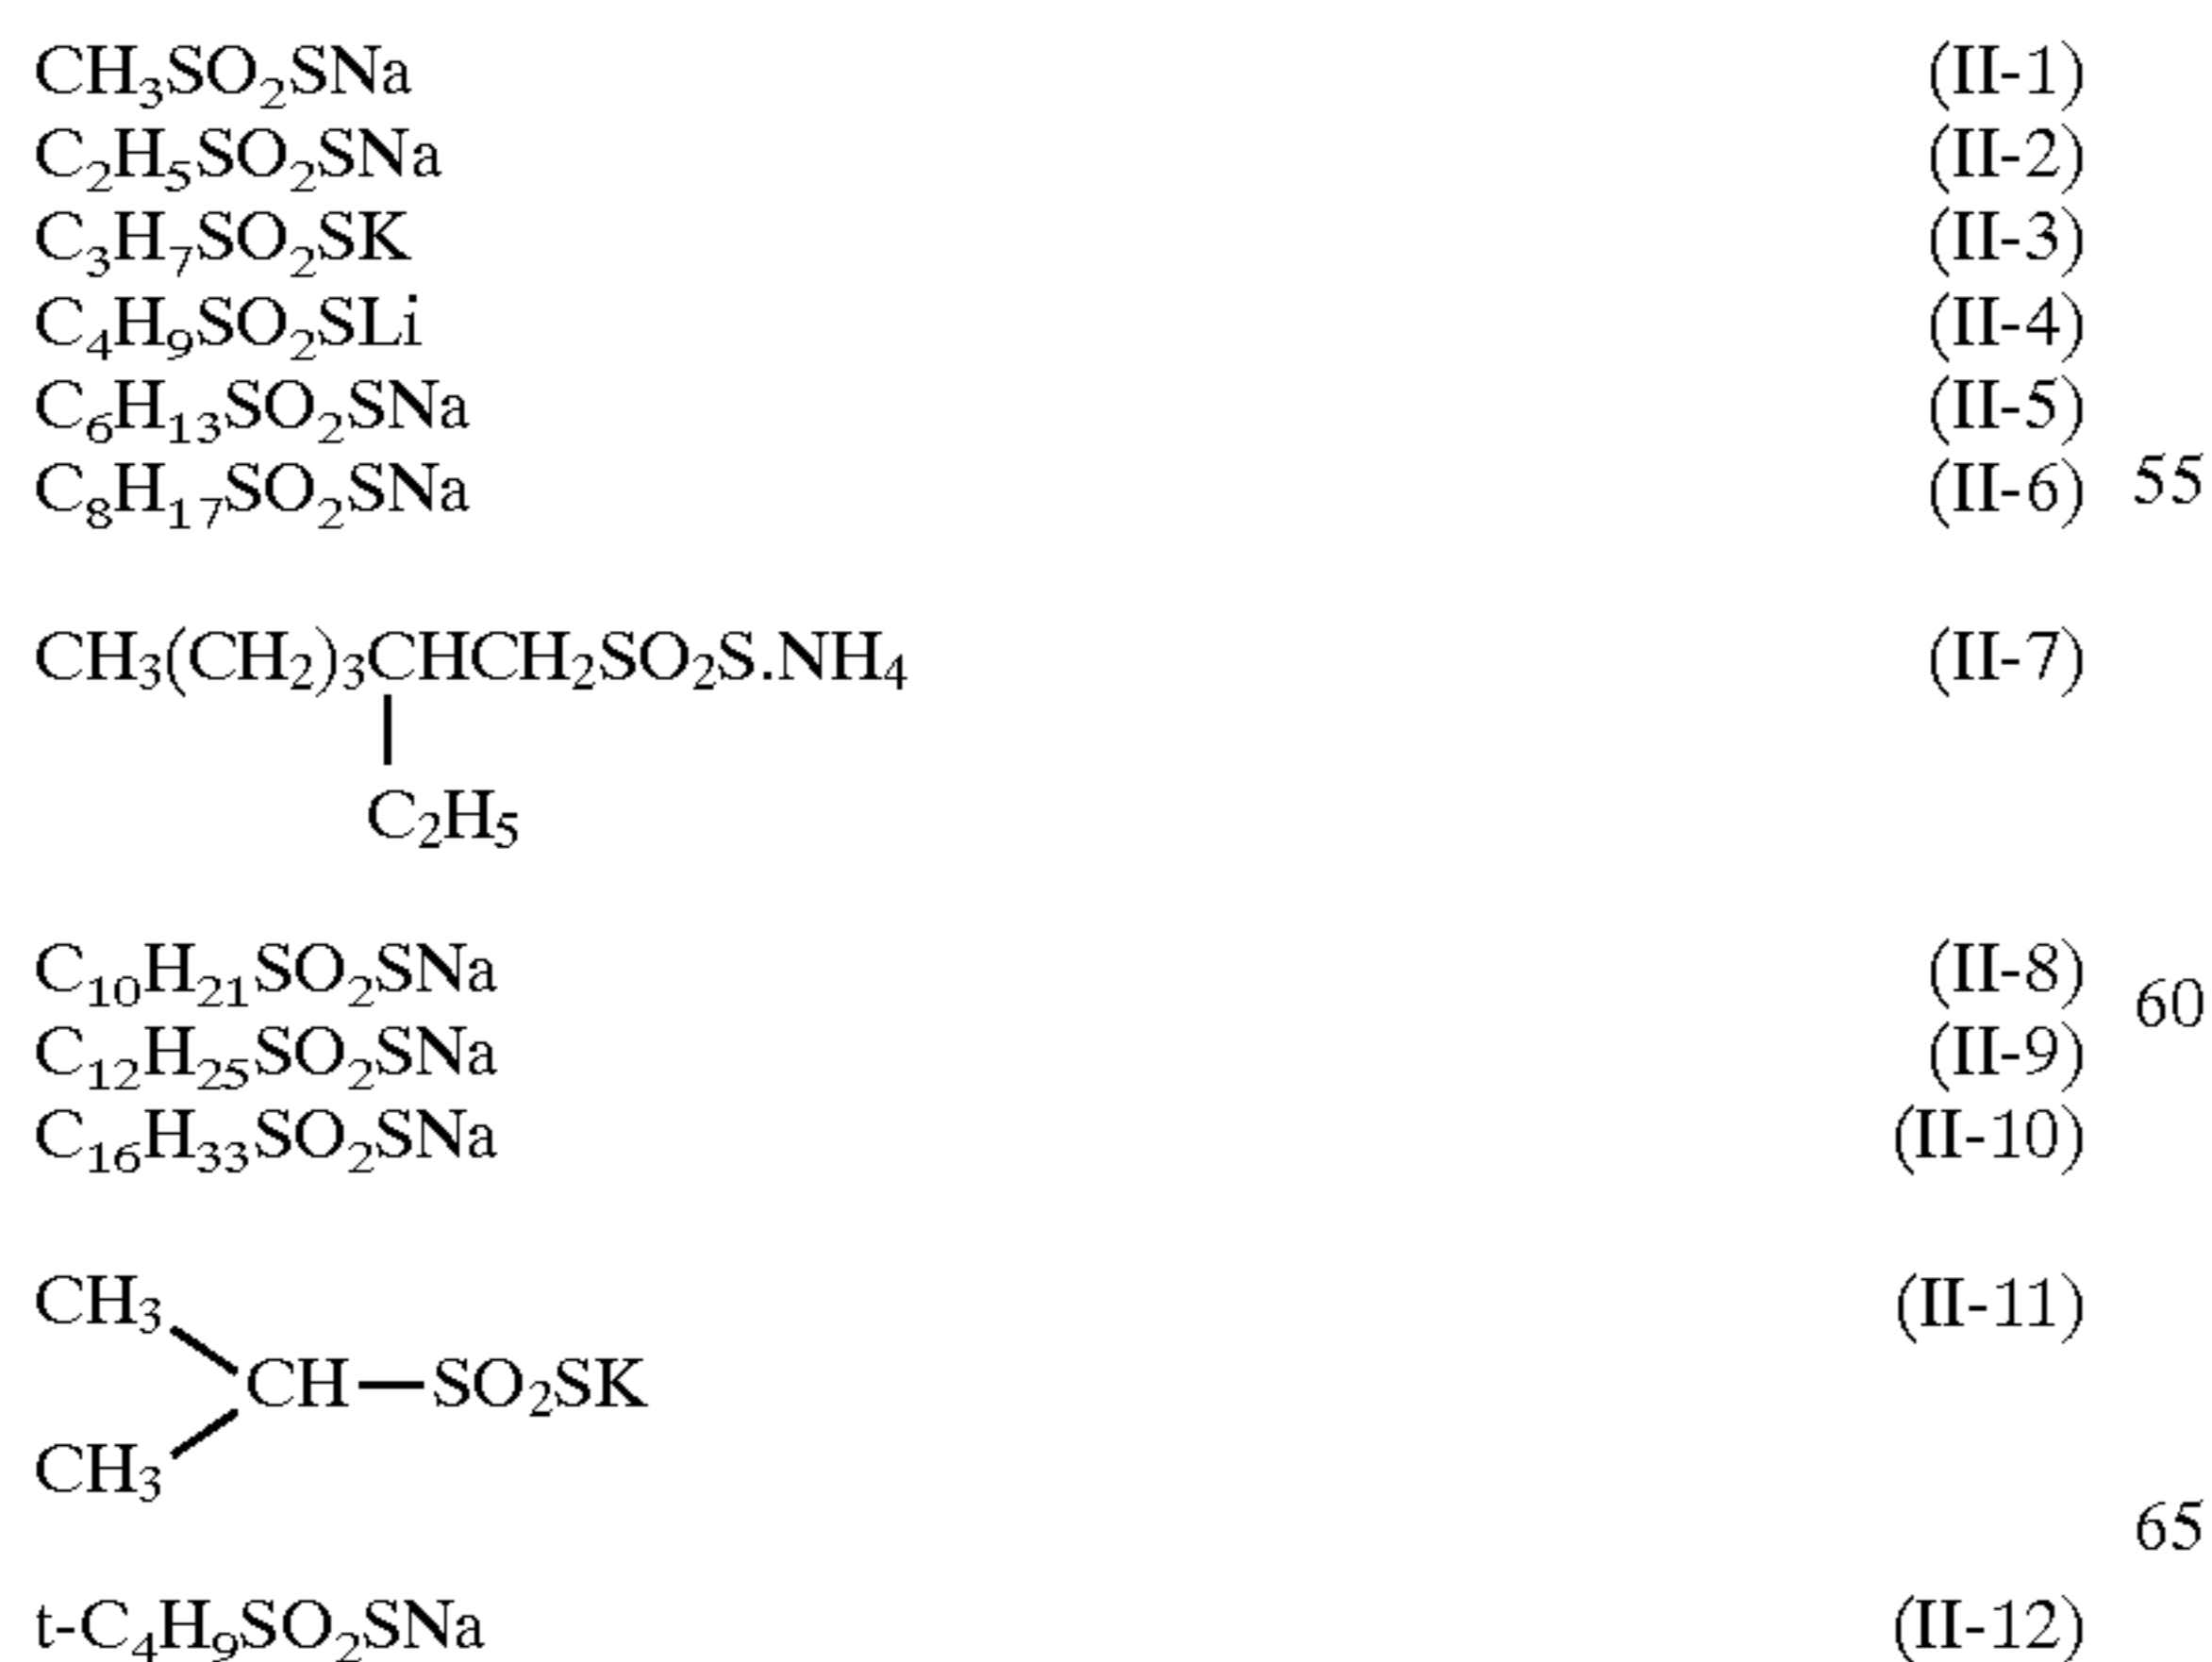 CH₃SO₂SNa (II-1)
C₂H₅SO₂SNa (II-2)
C₃H₇SO₂SK (II-3)
C₄H₉SO₂SLi (II-4)
C₆H₁₃SO₂SNa (II-5)
C₈H₁₇SO₂SNa (II-6) 55
CH₃(CH₂)₃CHCH₂SO₂S.NH₄ (II-7)
C₂H₅
C₁₀H₂₁SO₂SNa (II-8) 60
C₁₂H₂₅SO₂SNa (II-9)
C₁₆H₃₃SO₂SNa (II-10)
CH₃ (II-11)
CH—SO₂SK
CH₃
65
t-C₄H₉SO₂SNa (II-12)